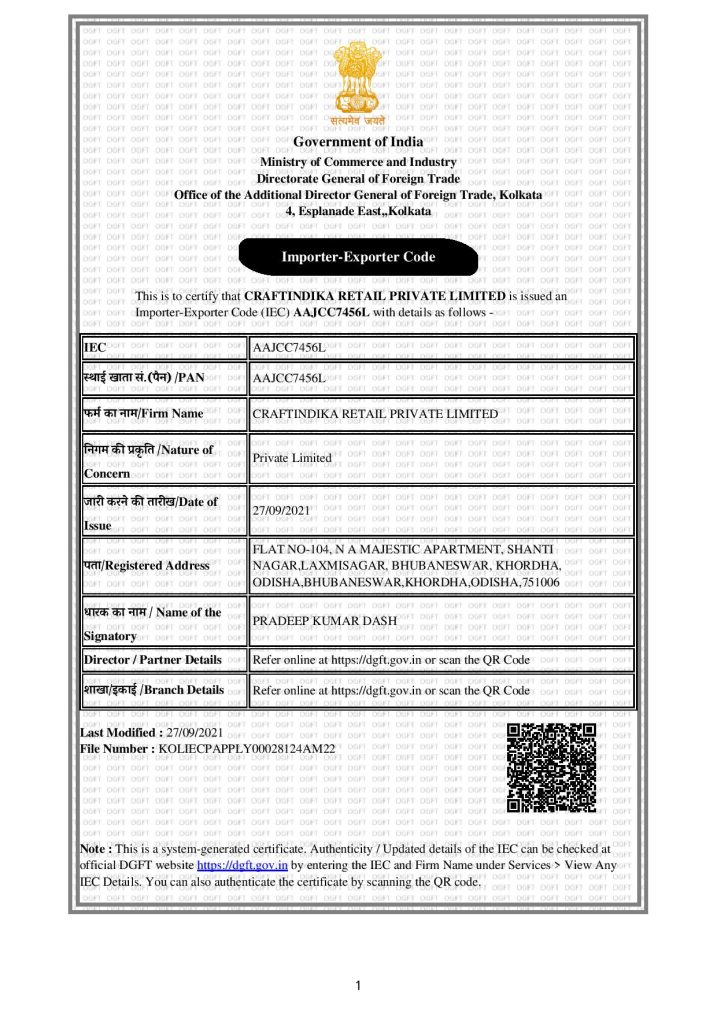 सत्यमेव जयते
Government of India
Ministry of Commerce and Industry
Directorate General of Foreign Trade
Office of the Additional Director General of Foreign Trade, Kolkata
4, Esplanade East,,Kolkata
Importer-Exporter Code
This is to certify that CRAFTINDIKA RETAIL PRIVATE LIMITED is issued an
Importer-Exporter Code (IEC) AAJCC7456L with details as follows -
IEC AAJCC7456L
स्थाई खाता सं.(पैन) /PAN AAJCC7456L
फर्म का नाम/Firm Name CRAFTINDIKA RETAIL PRIVATE LIMITED
निगम की प्रकृति /Nature of
Concern
Private Limited
जारी करने की तारीख/Date of
Issue
27/09/2021
पता/Registered Address
FLAT NO-104, N A MAJESTIC APARTMENT, SHANTI
NAGAR,LAXMISAGAR, BHUBANESWAR, KHORDHA,
ODISHA,BHUBANESWAR,KHORDHA,ODISHA,751006
धारक का नाम / Name of the
Signatory
PRADEEP KUMAR DASH
Director / Partner Details Refer online at https://dgft.gov.in or scan the QR Code
शाखा/इकाई /Branch Details Refer online at https://dgft.gov.in or scan the QR Code
Last Modified : 27/09/2021
File Number : KOLIECPAPPLY00028124AM22
Note : This is a system-generated certificate. Authenticity / Updated details of the IEC can be checked at
official DGFT website https://dgft.gov.in by entering the IEC and Firm Name under Services > View Any
IEC Details. You can also authenticate the certificate by scanning the QR code.
1